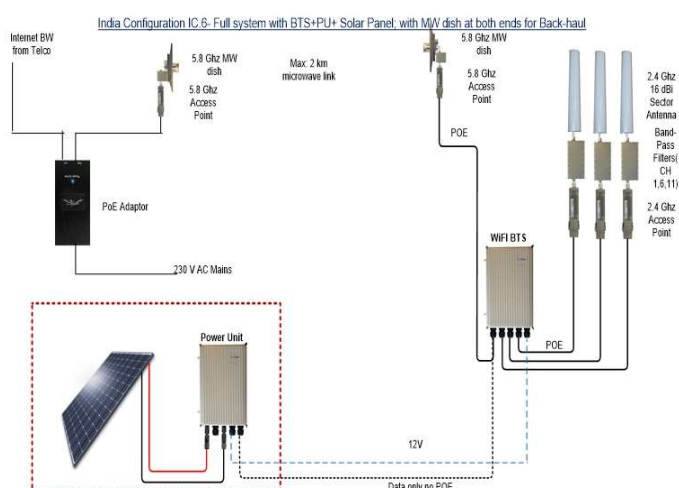 India Configuration IC.6- Full system with BTS+PU+ Solar Panel; with MW dish at both ends for Back-haul
Internet BW
from Telco
5.8 Ghz MW
dish
5.8 Ghz
Access
Point
Max: 2 km
microwave link
5.8 Ghz MW
dish
5.8 Ghz
Access
Point
POE
2.4 Ghz
16 dBi
Sector
Antenna
Band-
Pass
Filters(
CH
1,6,11)
2.4 Ghz
Access
Point
PoE Adaptor
230 V AC Mains
WiFI BTS
POE
Power Unit
12V
Data only no POE